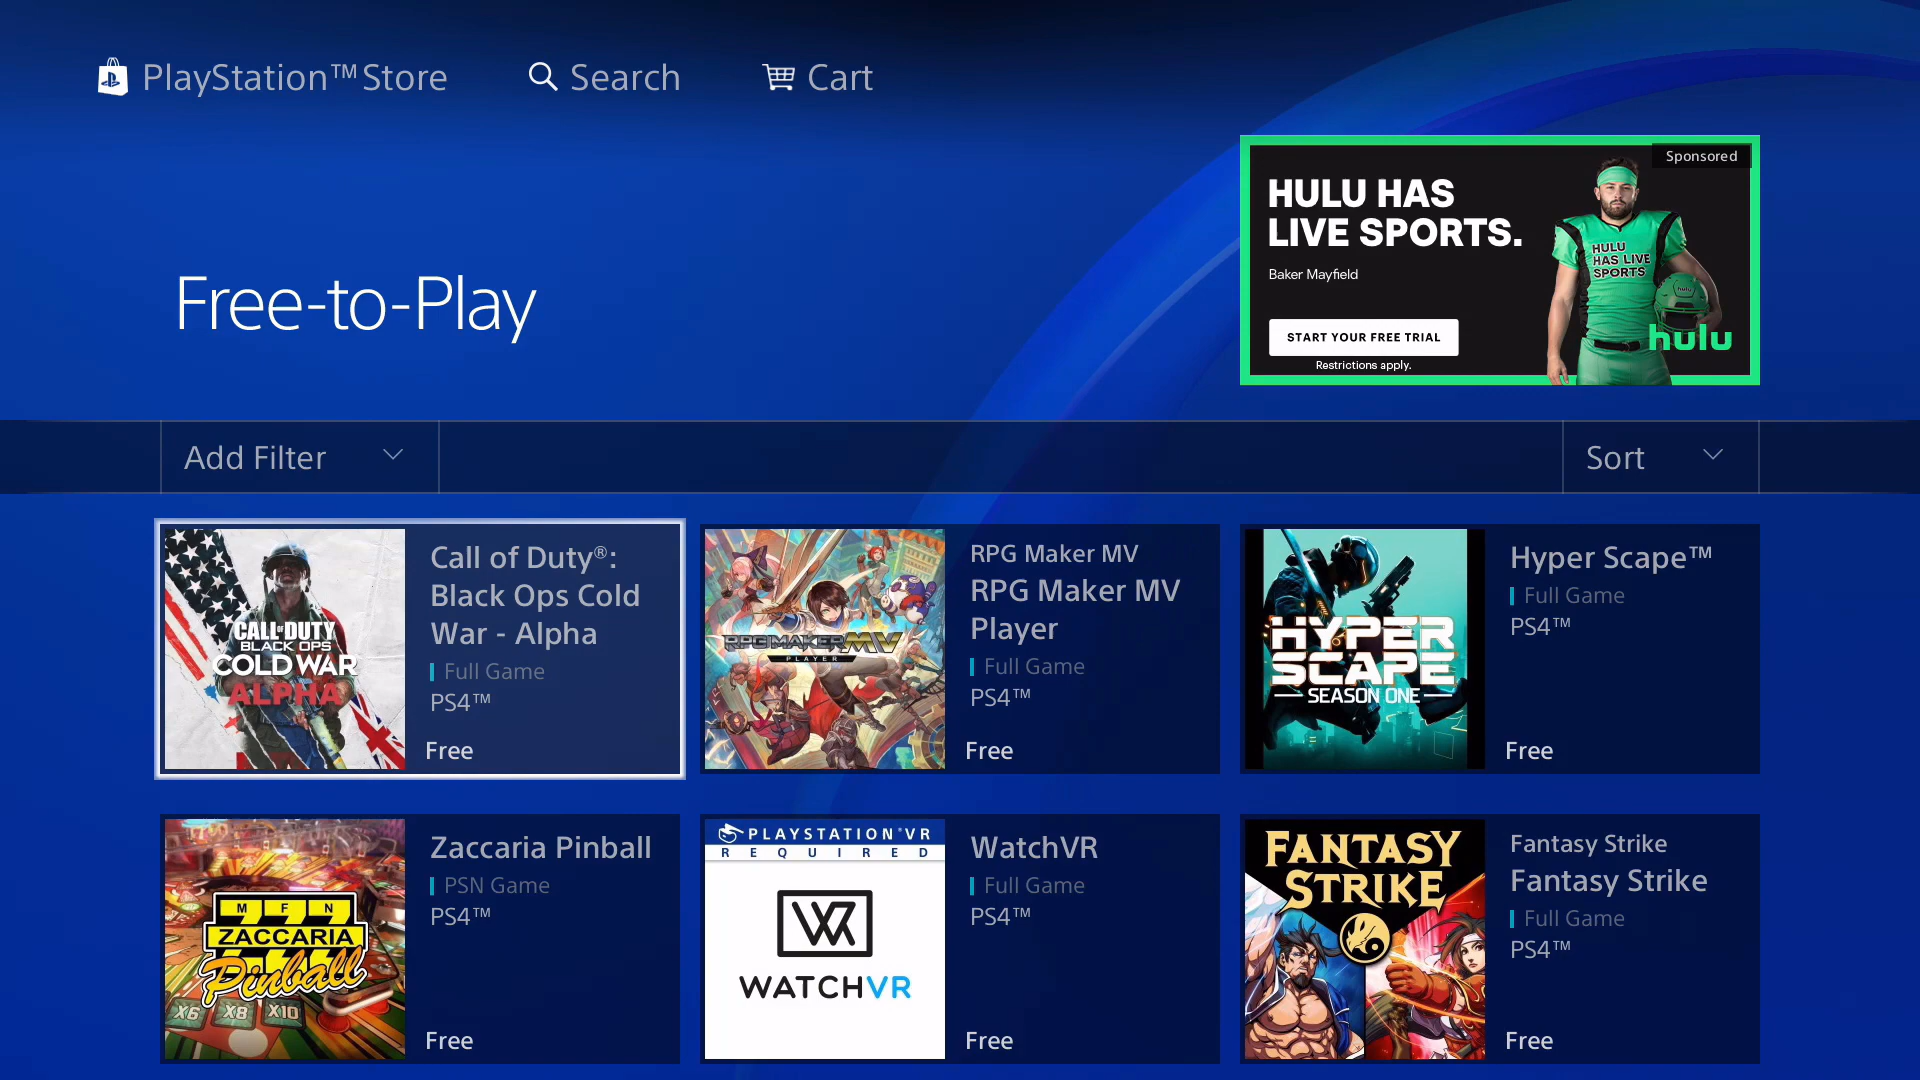 PlayStation™Store
Search
Cart
Sponsored
HULU HAS
LIVE SPORTS.
Baker Mayfield
START YOUR FREE TRIAL
Restrictions apply.
HULU
HAS LIVE
SPORTS
hulu
hulu
Free-to-Play
Add Filter
Sort
CALL OF DUTY
BLACK OPS
COLD WAR
ALPHA
Call of Duty®:
Black Ops Cold
War - Alpha
Full Game
PS4™
Free
RPG MAKER MV
PLAYER
RPG Maker MV
RPG Maker MV
Player
Full Game
PS4™
Free
HYPER
SCAPE
SEASON ONE
Hyper Scape™
Full Game
PS4™
Free
MFN
ZACCARIA
Pinball
X6 X8 X10
Zaccaria Pinball
PSN Game
PS4™
Free
PLAYSTATION®VR
REQUIRED
WATCHVR
WatchVR
Full Game
PS4™
Free
FANTASY
STRIKE
Fantasy Strike
Fantasy Strike
Full Game
PS4™
Free